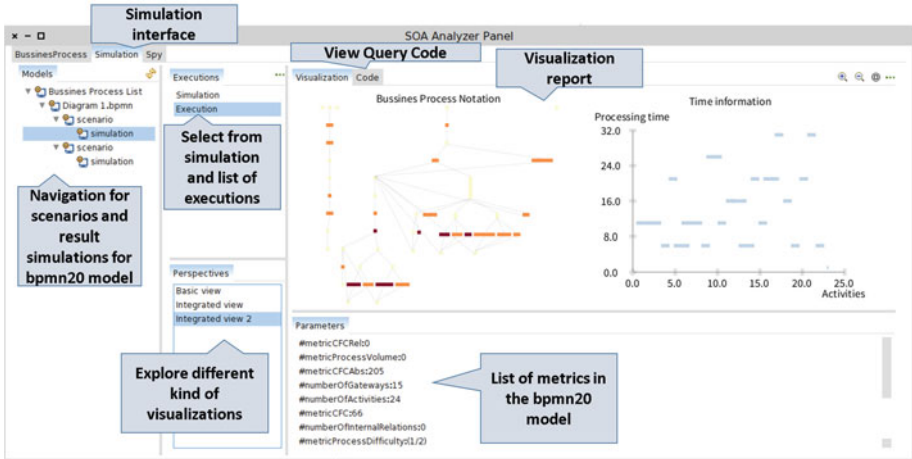 Simulation
interface
SOA Analyzer Panel
BussinesProcess Simulation Spy
View Query Code
Visualization
report
Models
Bussines Process List
Diagram 1.bpmn
scenario
simulation
scenario
simulation
Navigation for
scenarios and
result
simulations for
bpmn20 model
Executions
Simulation
Execution
Select from
simulation
and list of
executions
Perspectives
Basic view
Integrated view
Integrated view 2
Explore different
kind of
visualizations
Visualization Code
Bussines Process Notation
Time information
Processing time
32.0
24.0
16.0
8.0
0.0
0.0 5.0 10.0 15.0 20.0 25.0
Activities
Parameters
#metricCFCRel:0
#metricProcessVolume:0
#metricCFCAbs:205
#numberOfGateways:15
#numberOfActivities:24
#metricCFC:66
#numberOfInternalRelations:0
#metricProcessDifficulty:(1/2)
List of metrics in
the bpmn20
model